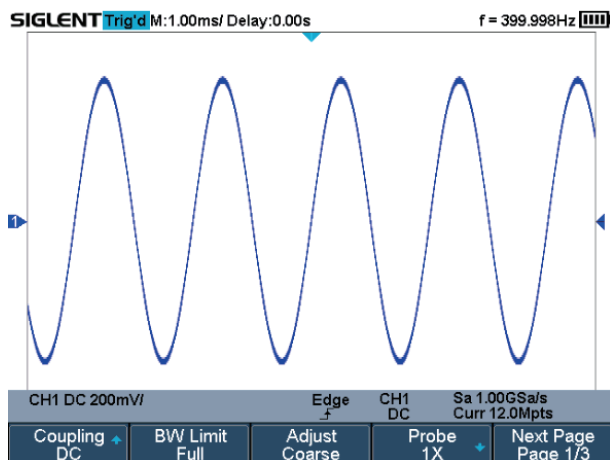 SIGLENT Trig'd M:1.00ms/ Delay:0.00s f = 399.998Hz
1
CH1 DC 200mV/ Edge CH1 DC Sa 1.00GSa/s Curr 12.0Mpts
Coupling DC
BW Limit Full
Adjust Coarse
Probe 1X
Next Page Page 1/3